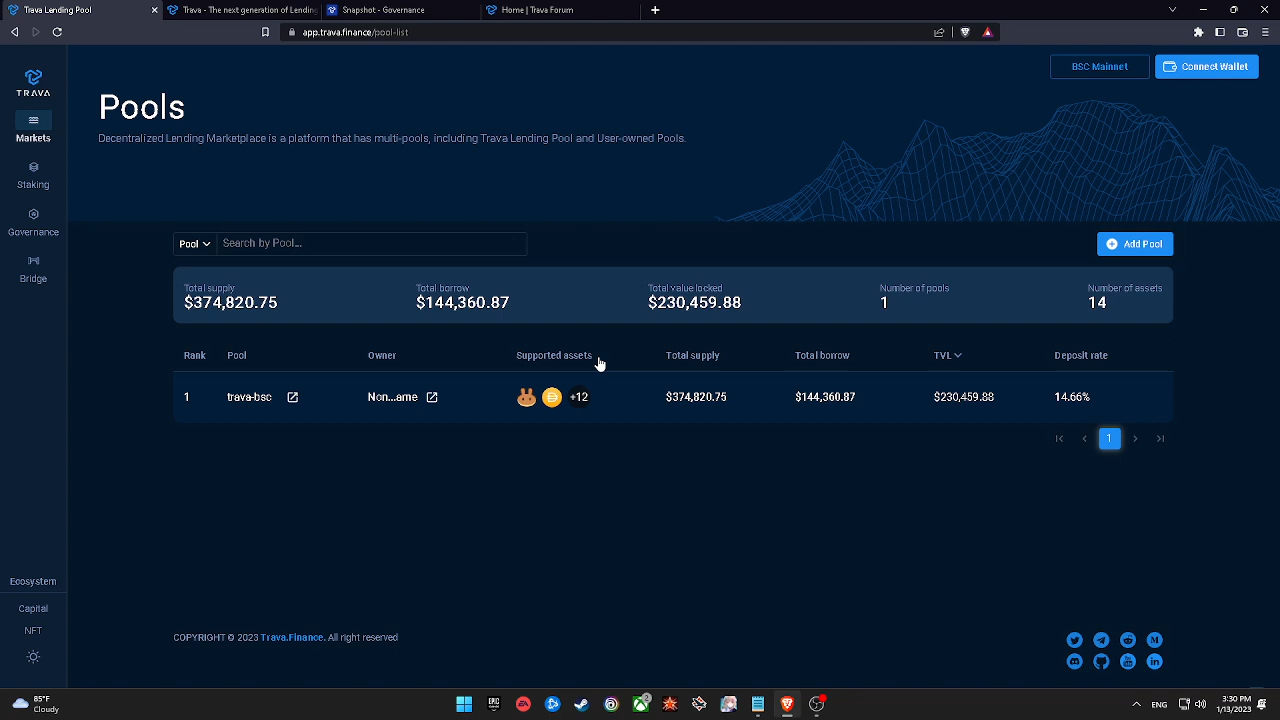 Trava Lending Pool
Trava - The next generation of Lending
Snapshot - Governance
Home | Trava Forum
app.trava.finance/pool-list
TRAVA
Markets
Staking
Governance
Bridge
Ecosystem
Capital
NFT
BSC Mainnet
Connect Wallet
Pools
Decentralized Lending Marketplace is a platform that has multi-pools, including Trava Lending Pool and User-owned Pools.
Pool
Search by Pool...
Add Pool
Total supply Total borrow Total value locked Number of pools Number of assets
$374,820.75 $144,360.87 $230,459.88 1 14
Rank Pool Owner Supported assets Total supply Total borrow TVL Deposit rate
1 trava-bsc Non...ame +12 $374,820.75 $144,360.87 $230,459.88 14.66%
1
COPYRIGHT © 2023 Trava.Finance. All right reserved
85°F
Cloudy
EPIC
EA
2
ENG
3:30 PM
1/13/2023